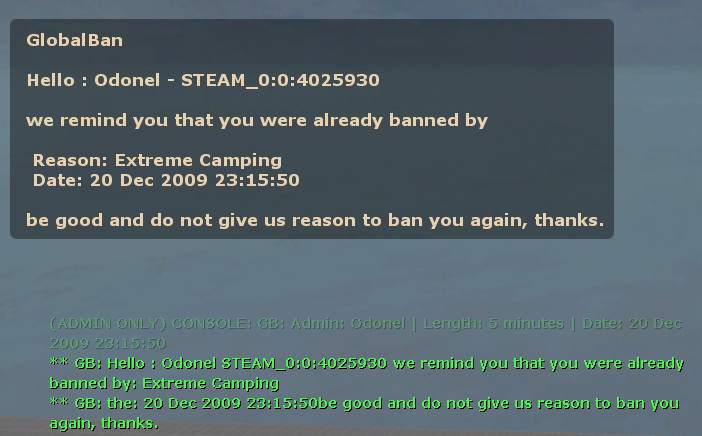 GlobalBan
Hello : Odonel - STEAM_0:0:4025930
we remind you that you were already banned by
Reason: Extreme Camping
Date: 20 Dec 2009 23:15:50
be good and do not give us reason to ban you again, thanks.
(ADMIN ONLY) CONSOLE: GB: Admin: Odonel | Length: 5 minutes | Date: 20 Dec
2009 23:15:50
** GB: Hello : Odonel STEAM_0:0:4025930 we remind you that you were already
banned by: Extreme Camping
** GB: the: 20 Dec 2009 23:15:50be good and do not give us reason to ban you
again, thanks.